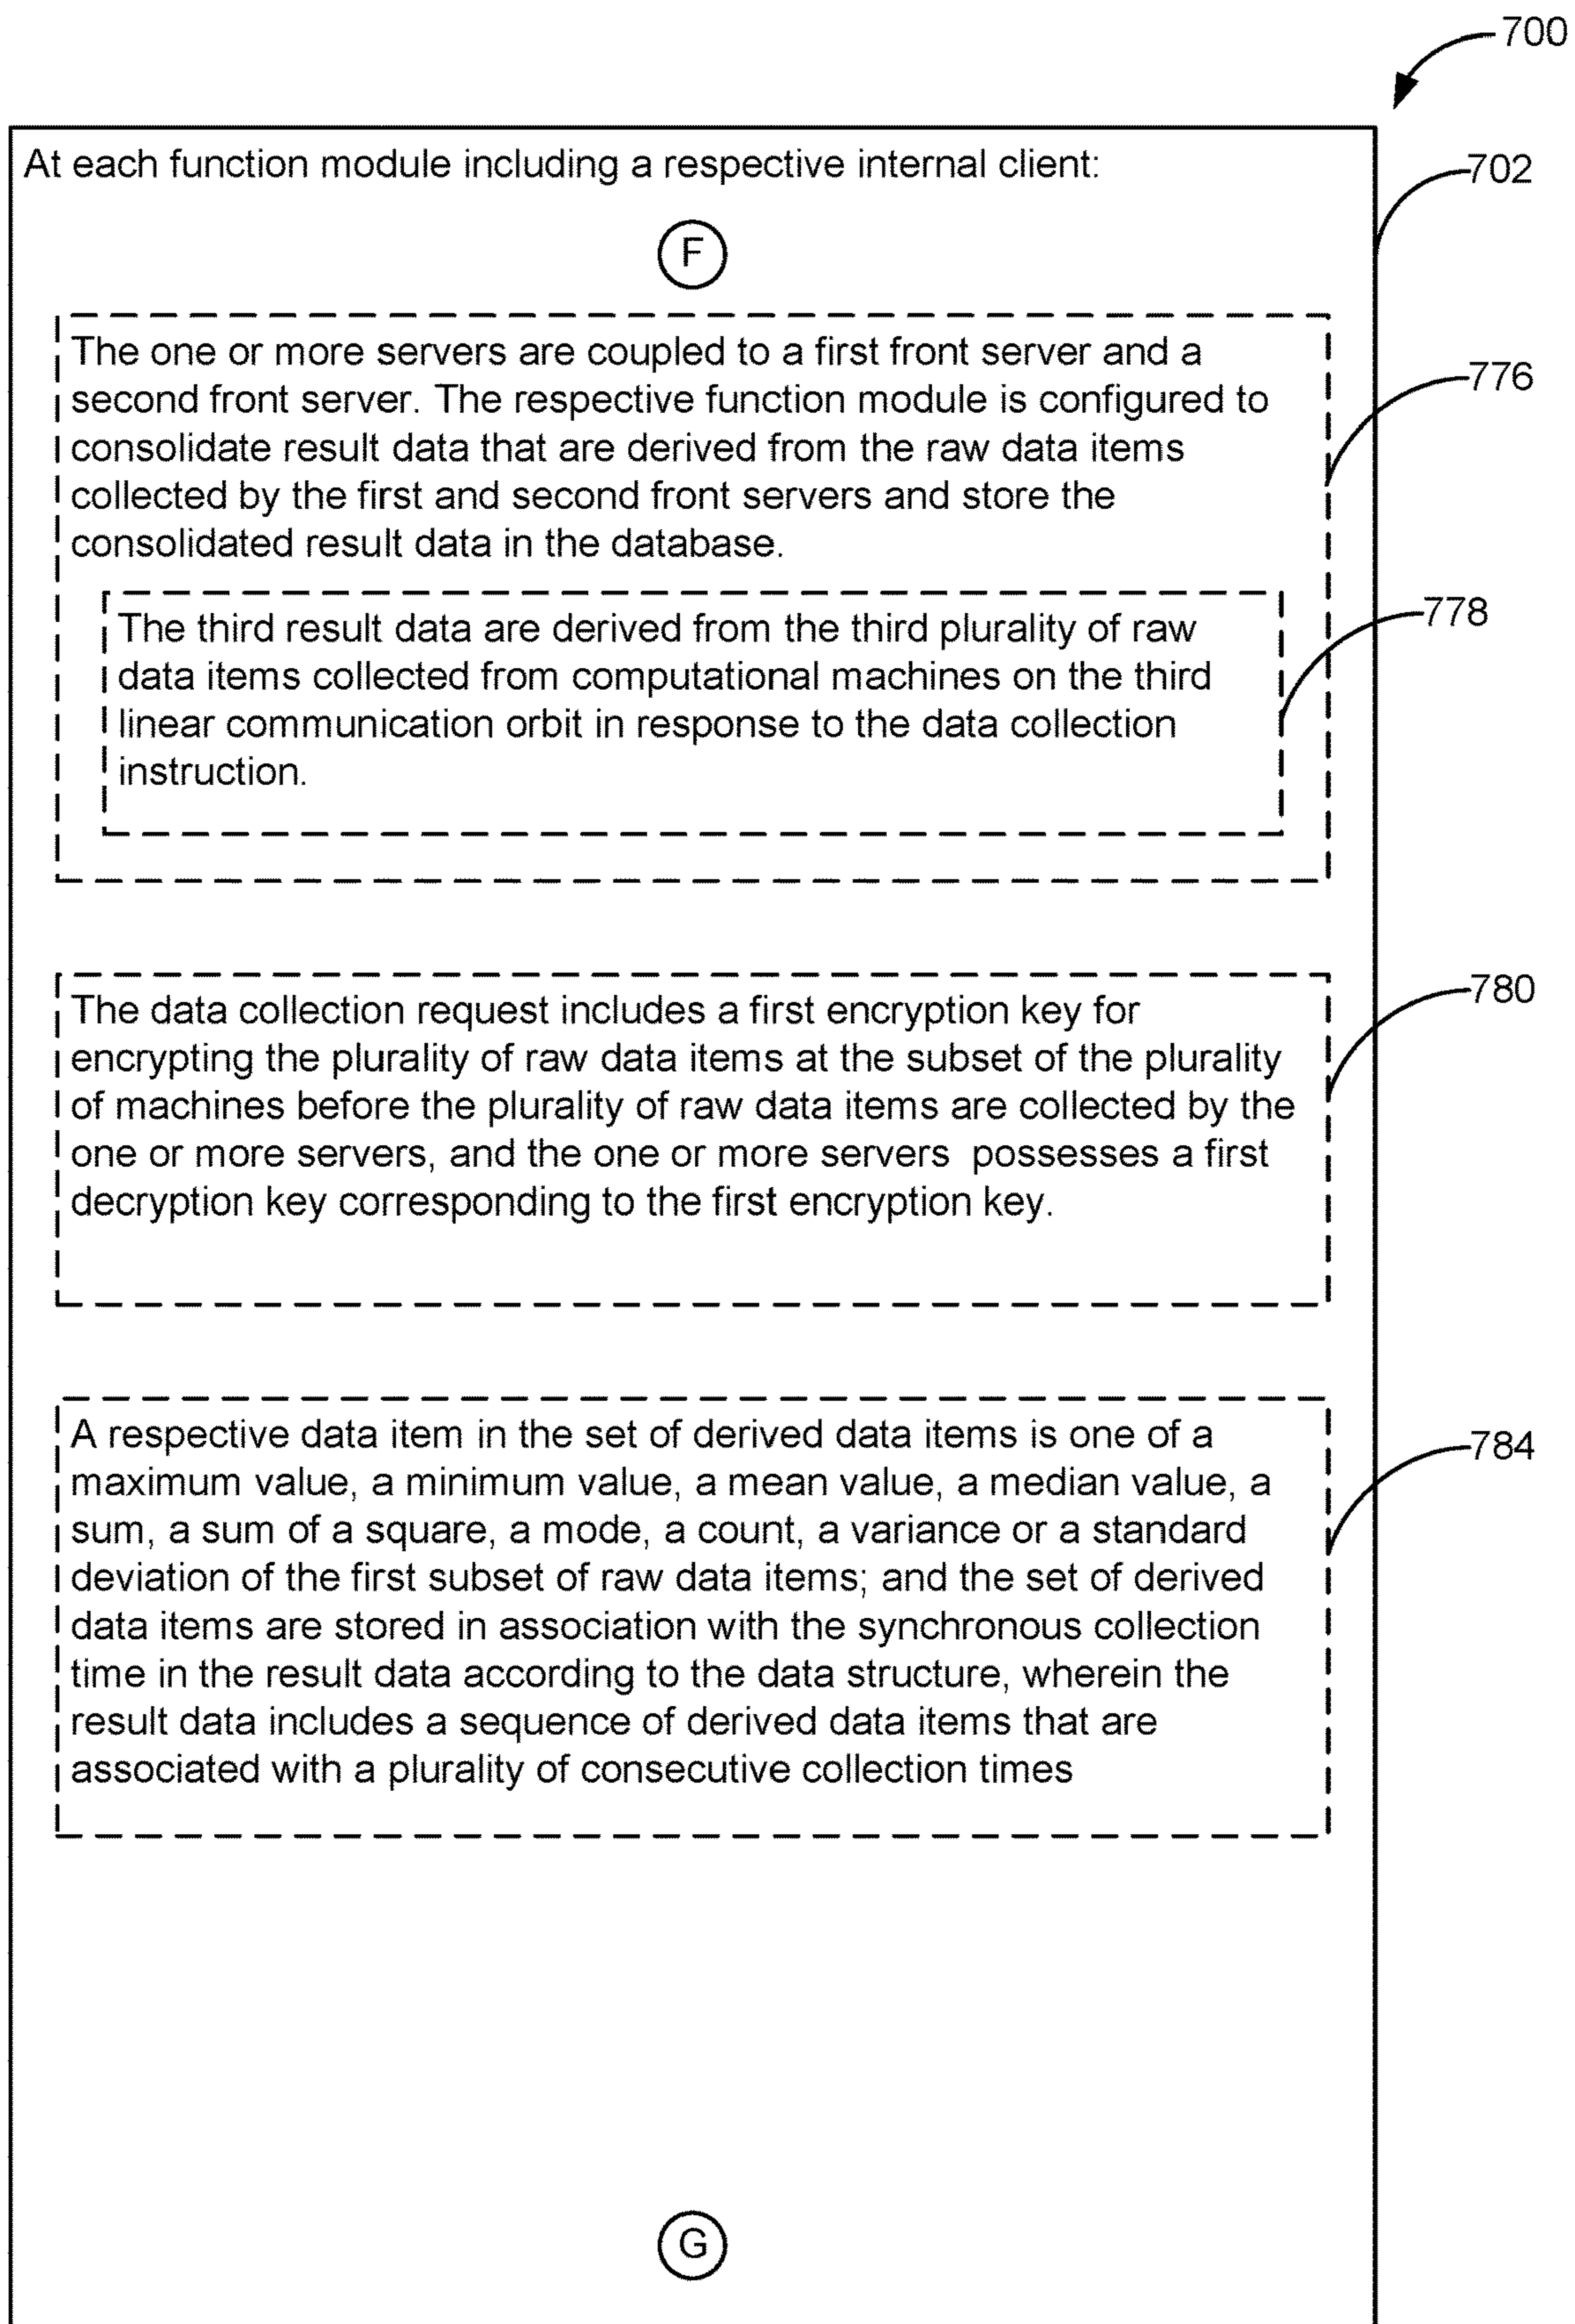 700
At each function module including a respective internal client:
702
F
The one or more servers are coupled to a first front server and a
second front server. The respective function module is configured to
776
consolidate result data that are derived from the raw data items
collected by the first and second front servers and store the
consolidated result data in the database.
778
The third result data are derived from the third plurality of raw
data items collected from computational machines on the third
linear communication orbit in response to the data collection
instruction.
780
The data collection request includes a first encryption key for
encrypting the plurality of raw data items at the subset of the plurality
of machines before the plurality of raw data items are collected by the
one or more servers, and the one or more servers  possesses a first
decryption key corresponding to the first encryption key.
784
A respective data item in the set of derived data items is one of a
maximum value, a minimum value, a mean value, a median value, a
sum, a sum of a square, a mode, a count, a variance or a standard
deviation of the first subset of raw data items; and the set of derived
data items are stored in association with the synchronous collection
time in the result data according to the data structure, wherein the
result data includes a sequence of derived data items that are
associated with a plurality of consecutive collection times
G